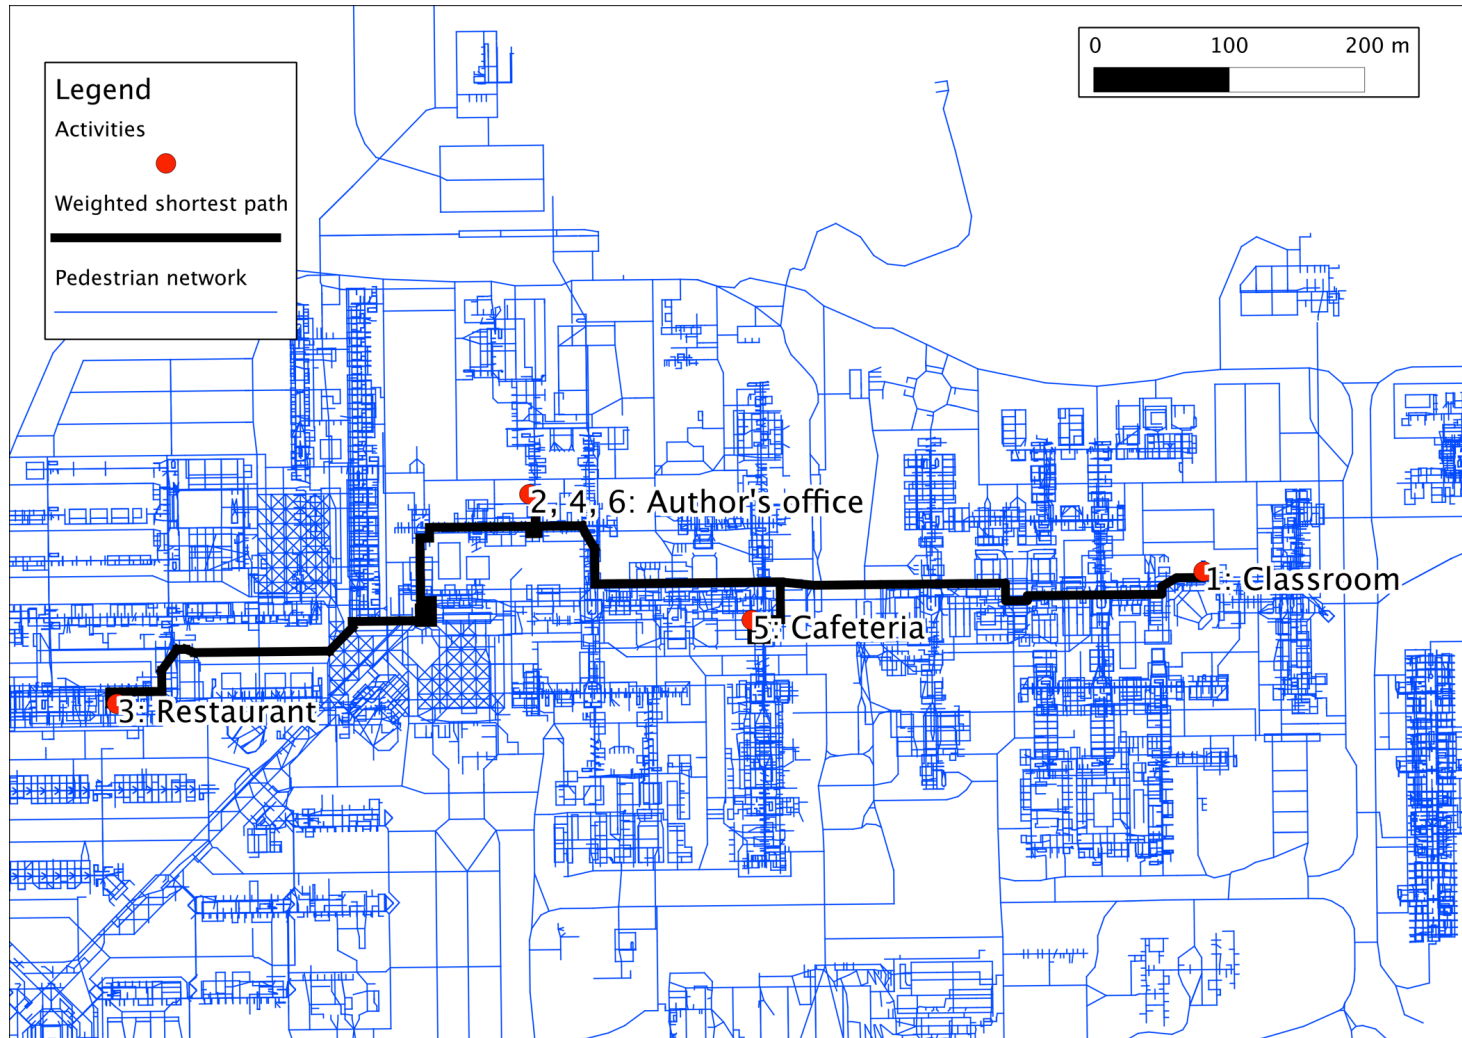 Legend
Activities
Weighted shortest path
Pedestrian network
0 100 200 m
2, 4, 6: Author's office
1: Classroom
5: Cafeteria
3: Restaurant